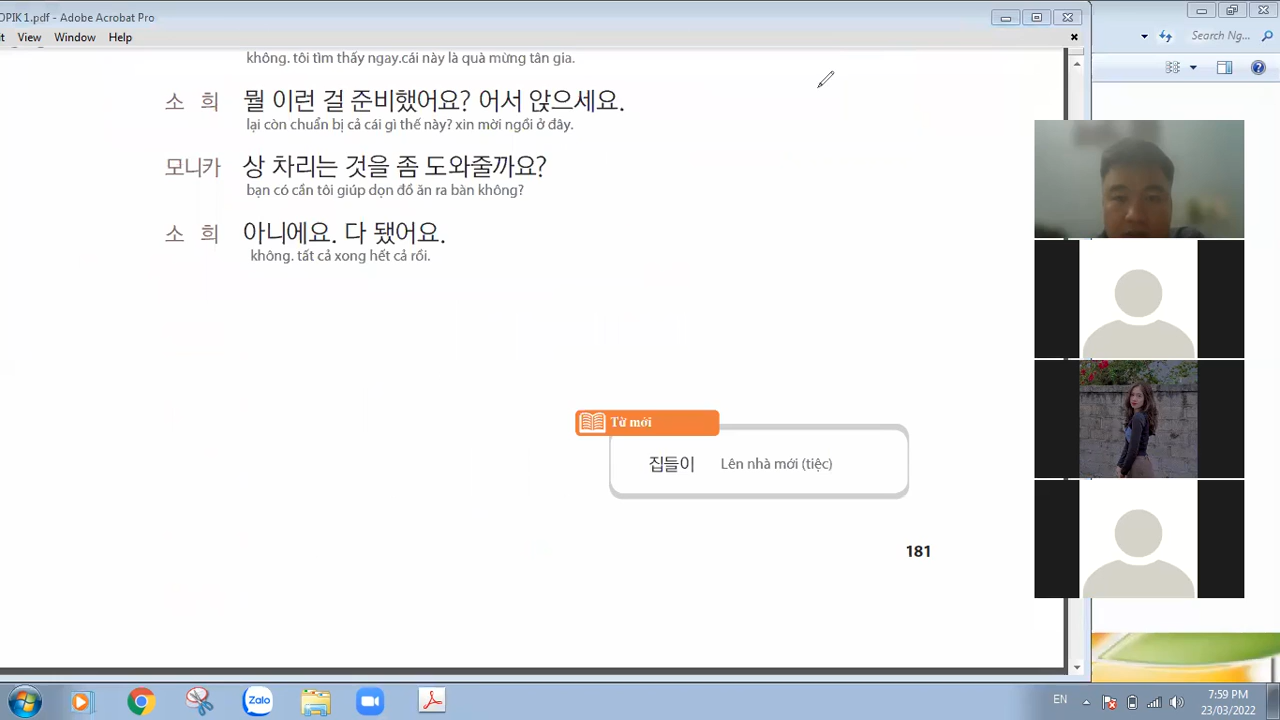 OPIK1.pdf - Adobe Acrobat Pro
View Window Help
Search Ng...
không. tôi tìm thấy ngay.cái này là quà mừng tân gia.
소 희 뭘 이런 걸 준비했어요? 어서 앉으세요.
lại còn chuẩn bị cả cái gì thế này? xin mời ngồi ở đây.
모니카 상 차리는 것을 좀 도와줄까요?
bạn có cần tôi giúp dọn đồ ăn ra bàn không?
소 희 아니에요. 다 됐어요.
không. tất cả xong hết cả rồi.
Từ mới
집들이 Lên nhà mới (tiệc)
181
Zalo
EN
7:59 PM
23/03/2022